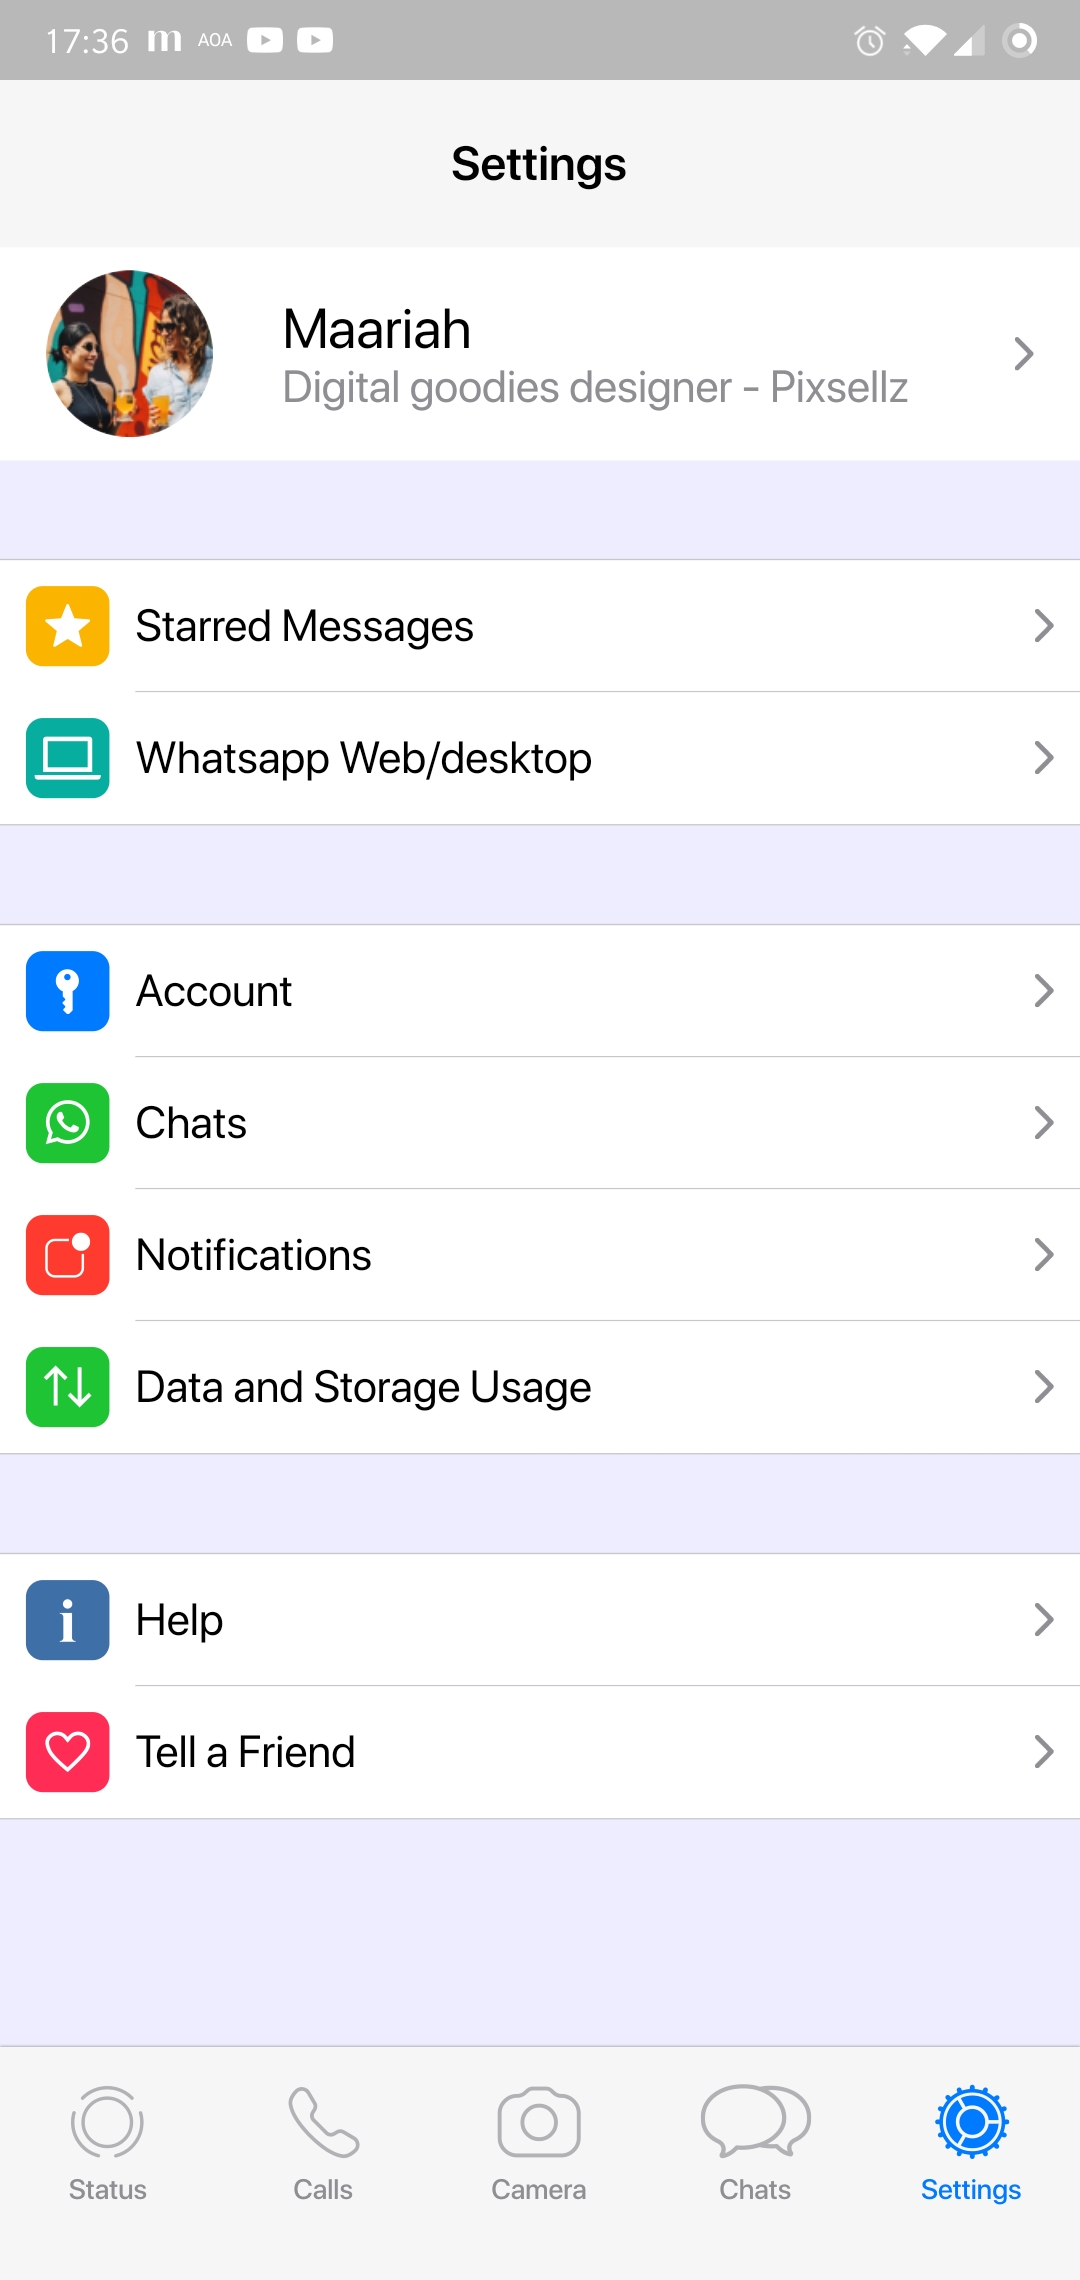 17:36 m AOA
Settings
Maariah
Digital goodies designer - Pixsellz
Starred Messages
Whatsapp Web/desktop
Account
Chats
Notifications
Data and Storage Usage
Help
Tell a Friend
Status Calls Camera Chats Settings